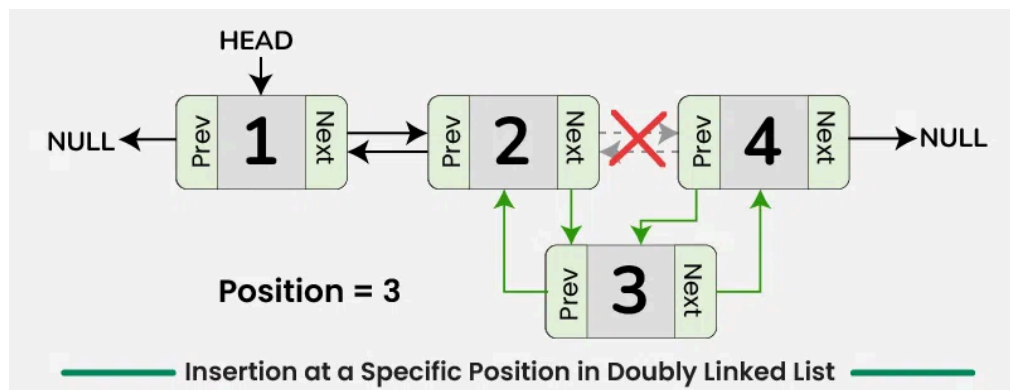 HEAD
NULL Prev 1 Next Prev 2 Next Prev 4 Next NULL
Prev 3 Next
Position = 3
Insertion at a Specific Position in Doubly Linked List